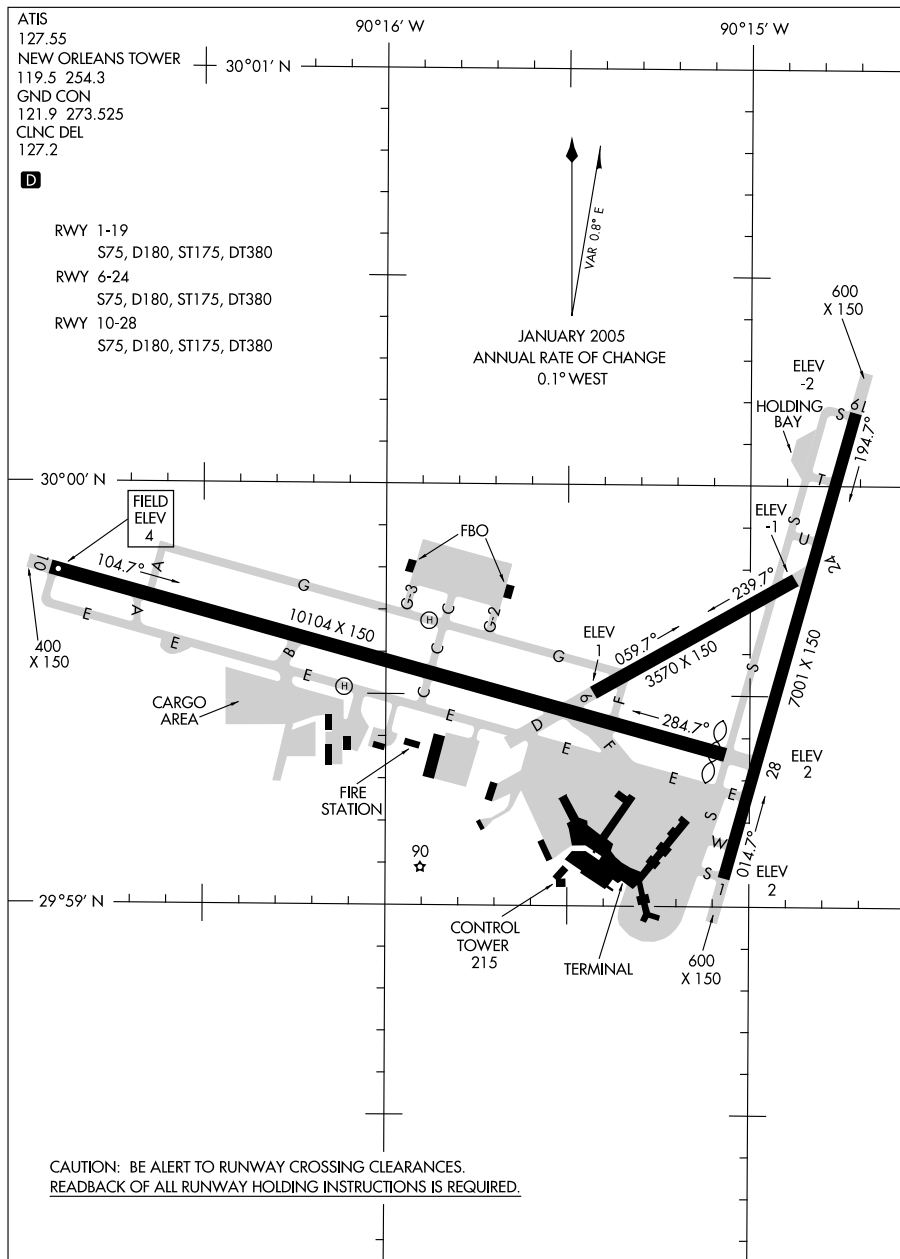 ATIS
127.55
NEW ORLEANS TOWER
119.5 254.3
GND CON
121.9 273.525
CLNC DEL
127.2
D
90°16' W
90°15' W
30°01' N
RWY 1-19
S75, D180, ST175, DT380
RWY 6-24
S75, D180, ST175, DT380
RWY 10-28
S75, D180, ST175, DT380
VAR 0.8° E
JANUARY 2005
ANNUAL RATE OF CHANGE
0.1° WEST
600
X 150
ELEV
-2
HOLDING
BAY
S
19
194.7°
30°00' N
T
FIELD
ELEV
4
FBO
ELEV
-1
S
U
24
10
104.7°
A
A
G
G-3
C
G-2
H
239.7°
10104 X 150
400
X 150
E
E
B
E
H
C
C
E
G
ELEV
1
059.7°
3570 X 150
S
7001 X 150
6
F
D
E
F
284.7°
E
28
ELEV
2
E
S
W
S
1
014.7°
ELEV
2
CARGO
AREA
FIRE
STATION
90
29°59' N
CONTROL
TOWER
215
TERMINAL
600
X 150
CAUTION: BE ALERT TO RUNWAY CROSSING CLEARANCES.
READBACK OF ALL RUNWAY HOLDING INSTRUCTIONS IS REQUIRED.